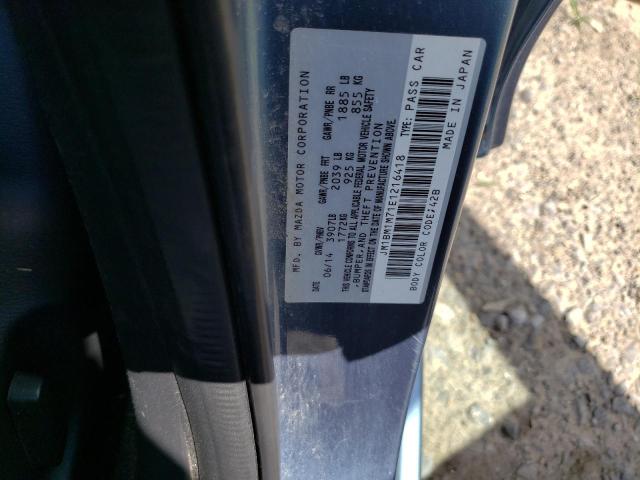 MFD. BY MAZDA MOTOR CORPORATION
DATE GVWR/PNBV GAWR/PNBE FRT GAWR/PNBE RR
06/14 3907LB 2039 LB 1885 LB
1772KG 925 KG 855 KG
THIS VEHICLE CONFORMS TO ALL APPLICABLE FEDERAL MOTOR VEHICLE SAFETY
,BUMPER,AND THEFT PREVENTION
STANDARDS IN EFFECT ON THE DATE OF MANUFACTURE SHOWN ABOVE.
JM1BM1M71E1216418 TYPE: PASS CAR
BODY COLOR CODE;42B MADE IN JAPAN